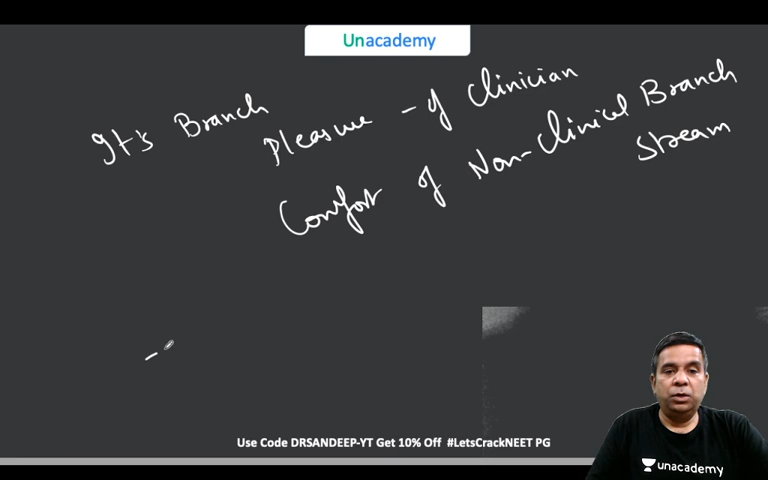 Unacademy
It's Branch
Pleasure - of Clinician
Comfort of Non-Clinical Branch
Stream
Use Code DRSANDEEP-YT Get 10% Off #LetsCrackNEET PG
unacademy